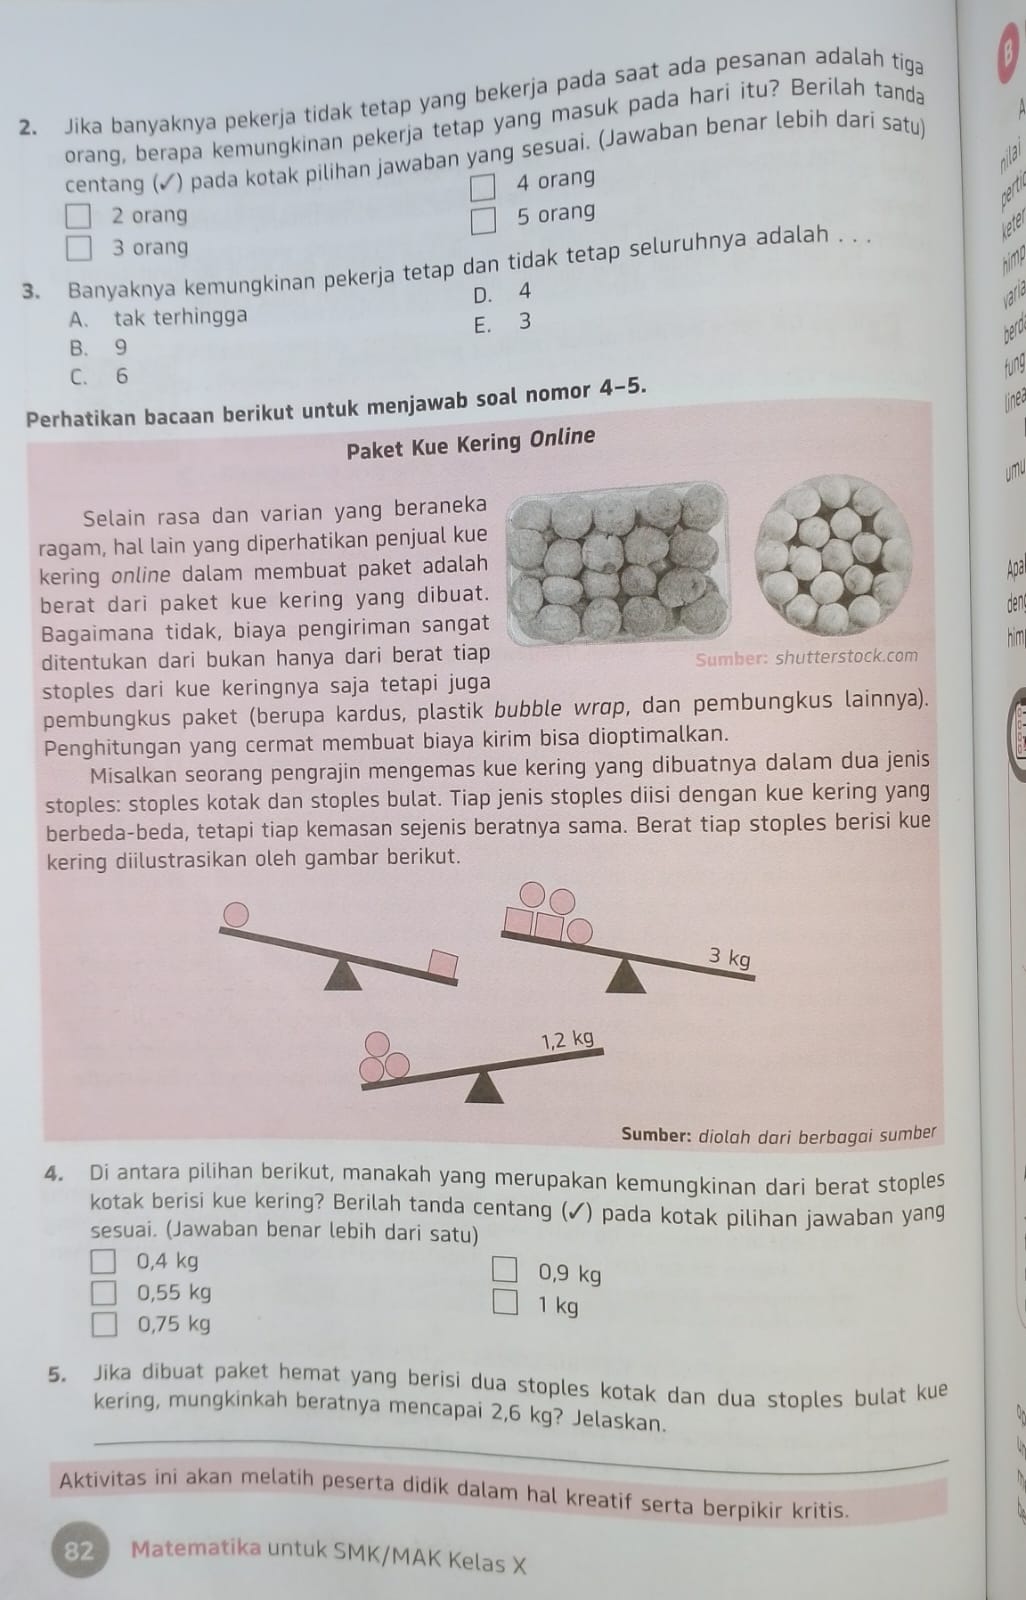 2. Jika banyaknya pekerja tidak tetap yang bekerja pada saat ada pesanan adalah tiga
orang, berapa kemungkinan pekerja tetap yang masuk pada hari itu? Berilah tanda
centang (✓) pada kotak pilihan jawaban yang sesuai. (Jawaban benar lebih dari satu)
2 orang
3 orang
4 orang
5 orang
3. Banyaknya kemungkinan pekerja tetap dan tidak tetap seluruhnya adalah . . .
A. tak terhingga
B. 9
C. 6
D. 4
E. 3
Perhatikan bacaan berikut untuk menjawab soal nomor 4–5.
Paket Kue Kering Online
Selain rasa dan varian yang beraneka
ragam, hal lain yang diperhatikan penjual kue
kering online dalam membuat paket adalah
berat dari paket kue kering yang dibuat.
Bagaimana tidak, biaya pengiriman sangat
ditentukan dari bukan hanya dari berat tiap
stoples dari kue keringnya saja tetapi juga
pembungkus paket (berupa kardus, plastik bubble wrap, dan pembungkus lainnya).
Penghitungan yang cermat membuat biaya kirim bisa dioptimalkan.
Sumber: shutterstock.com
Misalkan seorang pengrajin mengemas kue kering yang dibuatnya dalam dua jenis
stoples: stoples kotak dan stoples bulat. Tiap jenis stoples diisi dengan kue kering yang
berbeda-beda, tetapi tiap kemasan sejenis beratnya sama. Berat tiap stoples berisi kue
kering diilustrasikan oleh gambar berikut.
3 kg
1,2 kg
Sumber: diolah dari berbagai sumber
4. Di antara pilihan berikut, manakah yang merupakan kemungkinan dari berat stoples
kotak berisi kue kering? Berilah tanda centang (✓) pada kotak pilihan jawaban yang
sesuai. (Jawaban benar lebih dari satu)
0,4 kg
0,55 kg
0,75 kg
0,9 kg
1 kg
5. Jika dibuat paket hemat yang berisi dua stoples kotak dan dua stoples bulat kue
kering, mungkinkah beratnya mencapai 2,6 kg? Jelaskan.
Aktivitas ini akan melatih peserta didik dalam hal kreatif serta berpikir kritis.
82 Matematika untuk SMK/MAK Kelas X
B
nilai